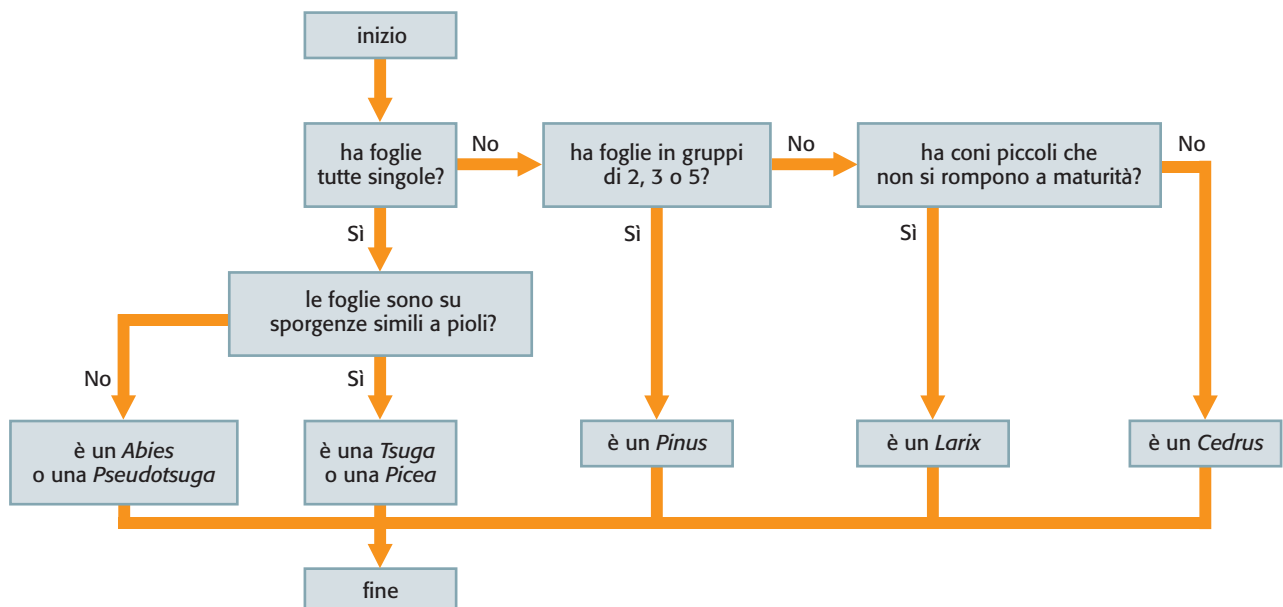 inizio
ha foglie
tutte singole?
No
ha foglie in gruppi
di 2, 3 o 5?
No
ha coni piccoli che
non si rompono a maturità?
No
Sì
Sì
Sì
le foglie sono su
sporgenze simili a pioli?
No
Sì
è un Abies
o una Pseudotsuga
è una Tsuga
o una Picea
è un Pinus
è un Larix
è un Cedrus
fine